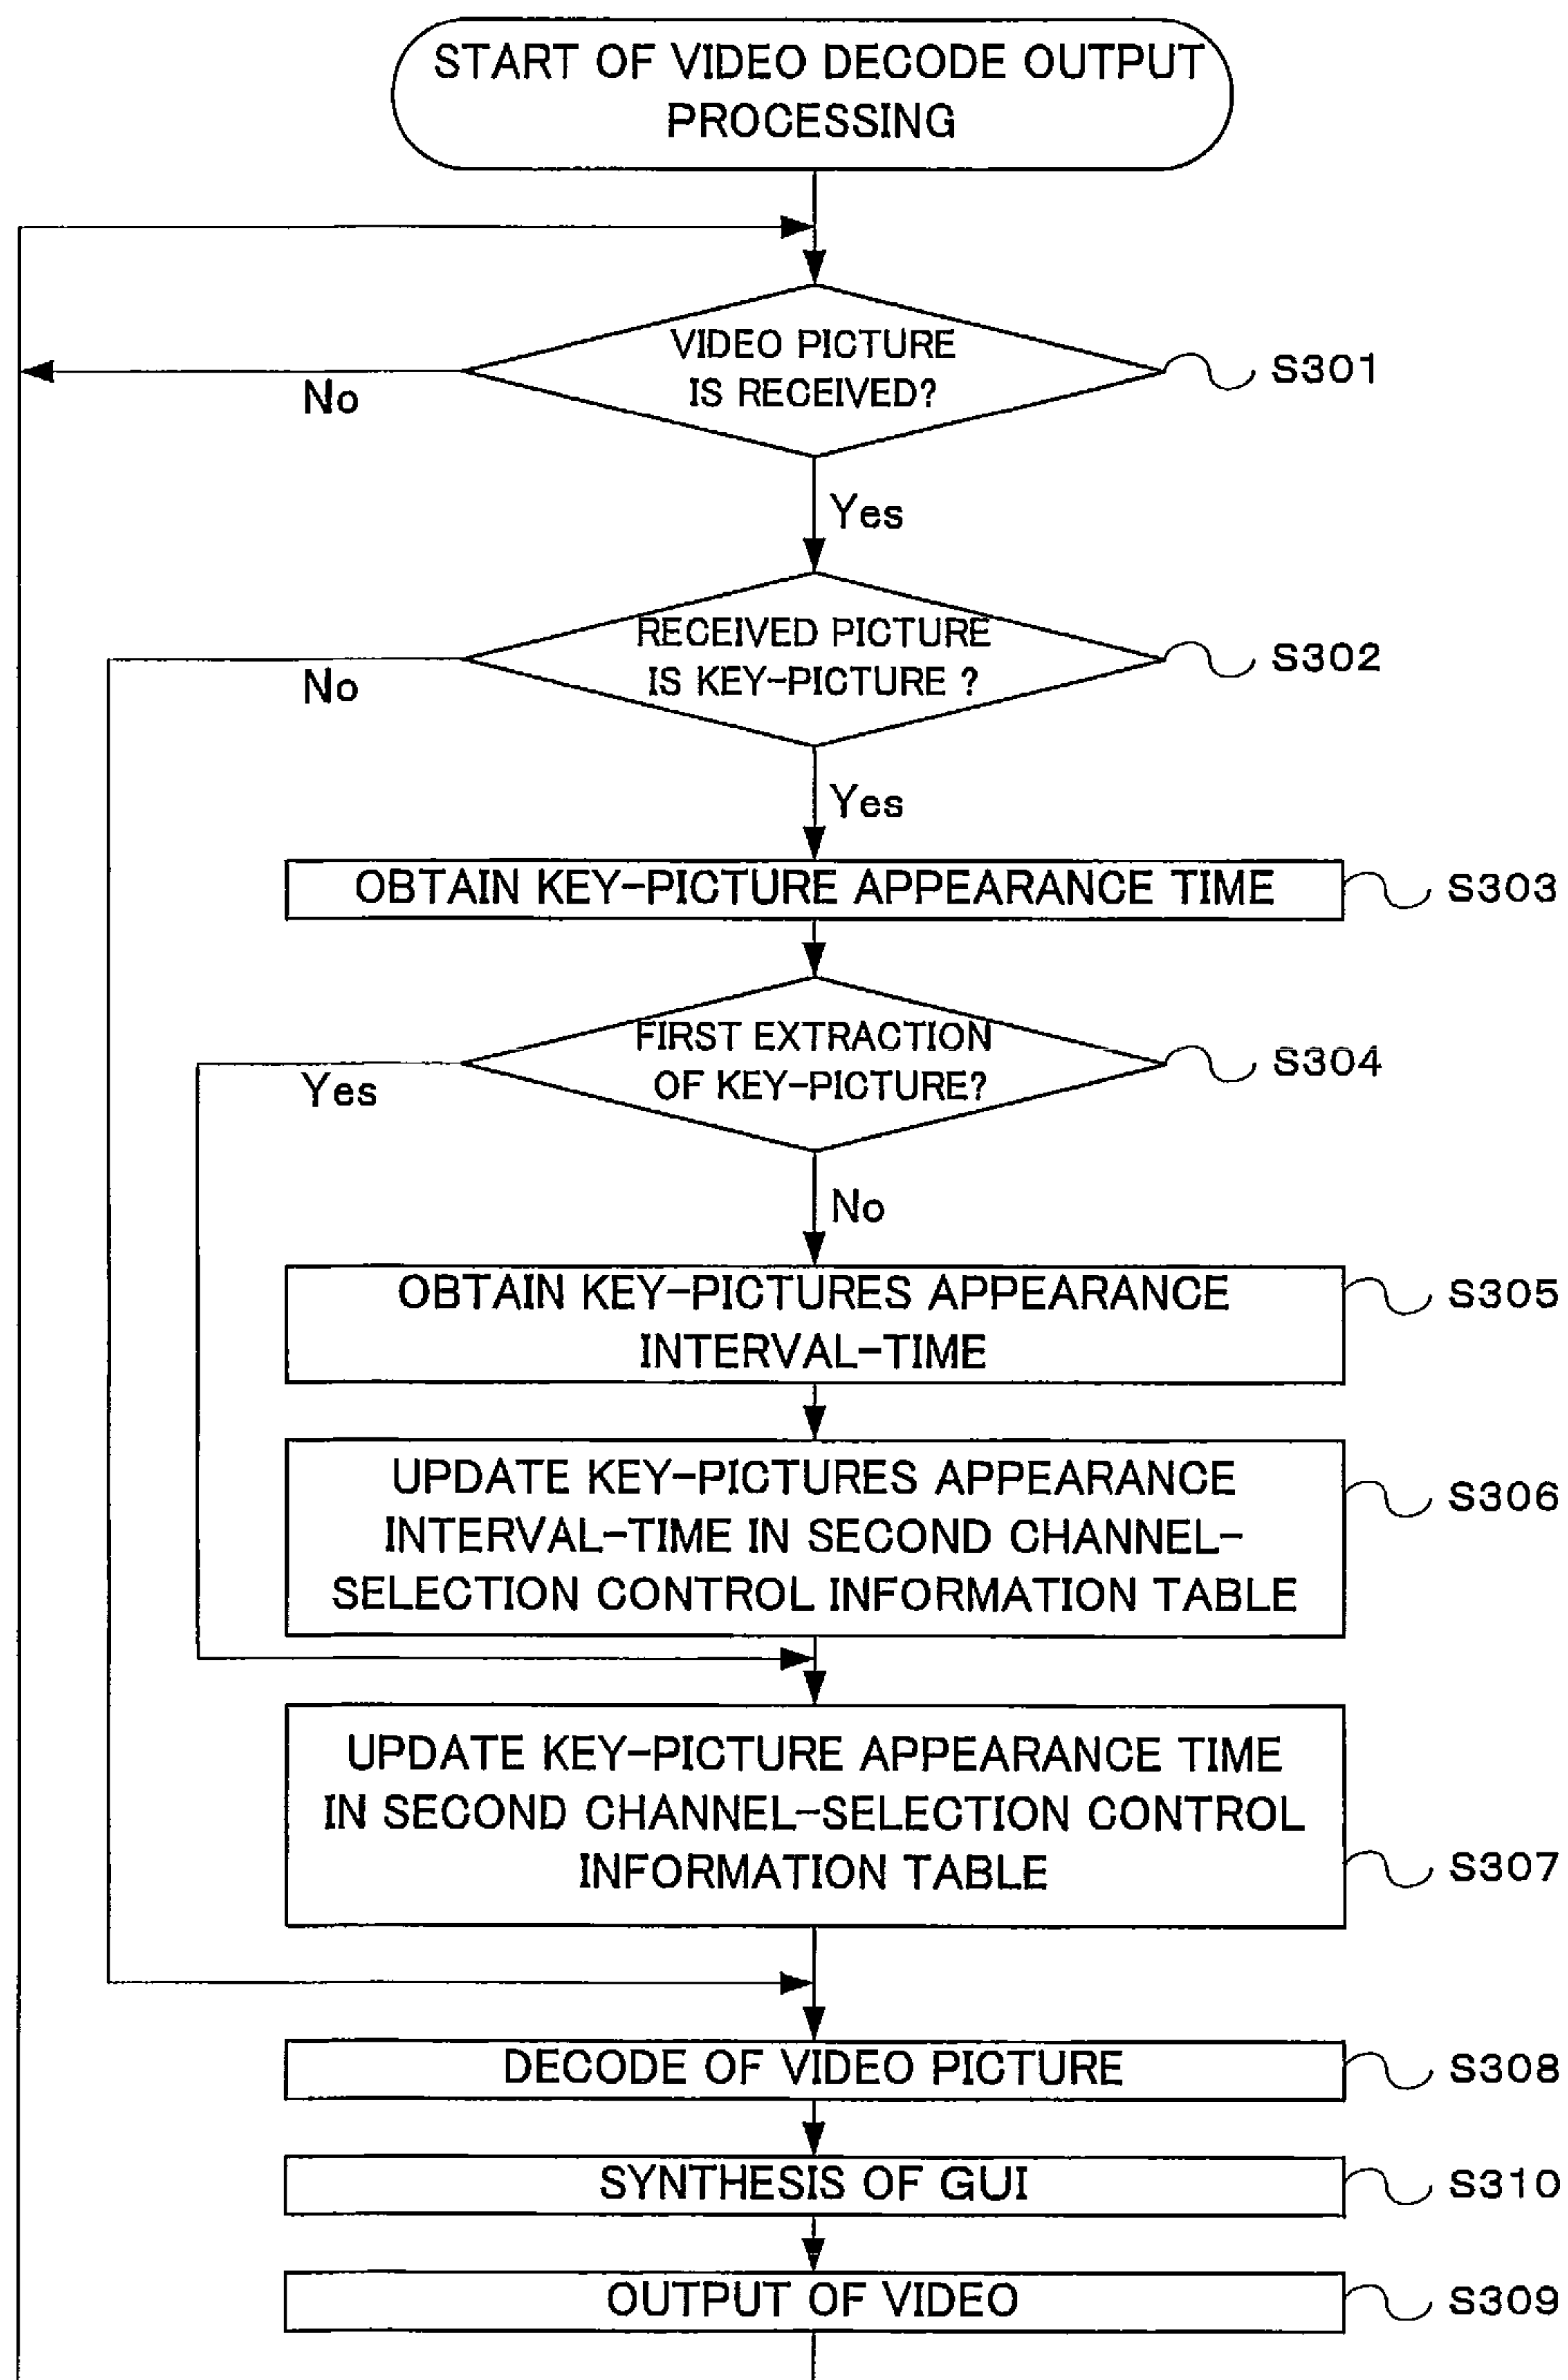 START OF VIDEO DECODE OUTPUT
PROCESSING
VIDEO PICTURE
IS RECEIVED?
S301
No
Yes
RECEIVED PICTURE
IS KEY-PICTURE ?
S302
No
Yes
OBTAIN KEY-PICTURE APPEARANCE TIME
S303
FIRST EXTRACTION
OF KEY-PICTURE?
S304
Yes
No
OBTAIN KEY-PICTURES APPEARANCE
INTERVAL-TIME
S305
UPDATE KEY-PICTURES APPEARANCE
INTERVAL-TIME IN SECOND CHANNEL-
SELECTION CONTROL INFORMATION TABLE
S306
UPDATE KEY-PICTURE APPEARANCE TIME
IN SECOND CHANNEL-SELECTION CONTROL
INFORMATION TABLE
S307
DECODE OF VIDEO PICTURE
S308
SYNTHESIS OF GUI
S310
OUTPUT OF VIDEO
S309